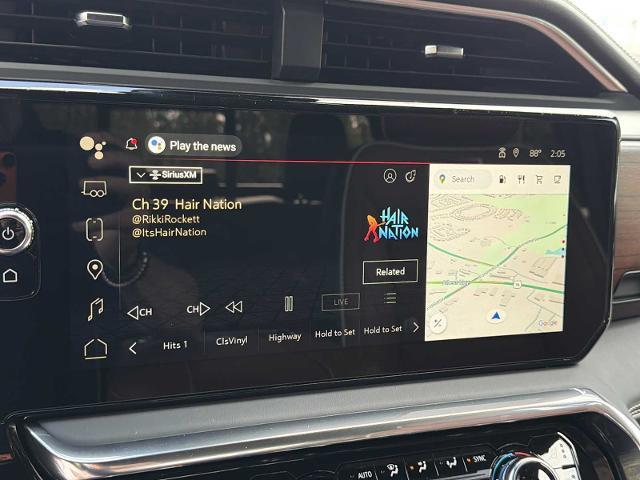 Play the news
88° 2:05
SiriusXM
Search
Ch 39 Hair Nation
@RikkiRockett
@ItsHairNation
HAIR NATION
Related
CH
CH
LIVE
Hits 1
ClsVinyl
Highway
Hold to Set
Hold to Set
Google
AUTO
SYNC